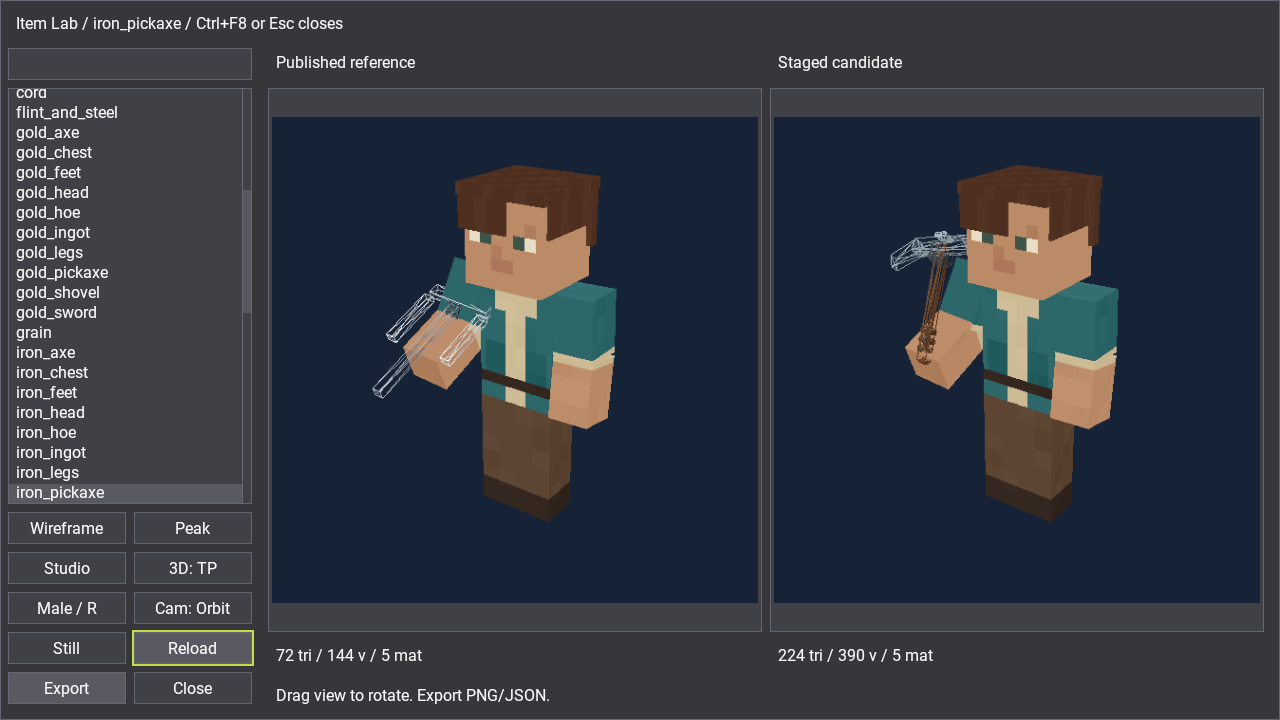 Item Lab / iron_pickaxe / Ctrl+F8 or Esc closes
Published reference
Staged candidate
cord
flint_and_steel
gold_axe
gold_chest
gold_feet
gold_head
gold_hoe
gold_ingot
gold_legs
gold_pickaxe
gold_shovel
gold_sword
grain
iron_axe
iron_chest
iron_feet
iron_head
iron_hoe
iron_ingot
iron_legs
iron_pickaxe
Wireframe
Peak
Studio
3D: TP
Male / R
Cam: Orbit
Still
Reload
Export
Close
72 tri / 144 v / 5 mat
224 tri / 390 v / 5 mat
Drag view to rotate. Export PNG/JSON.